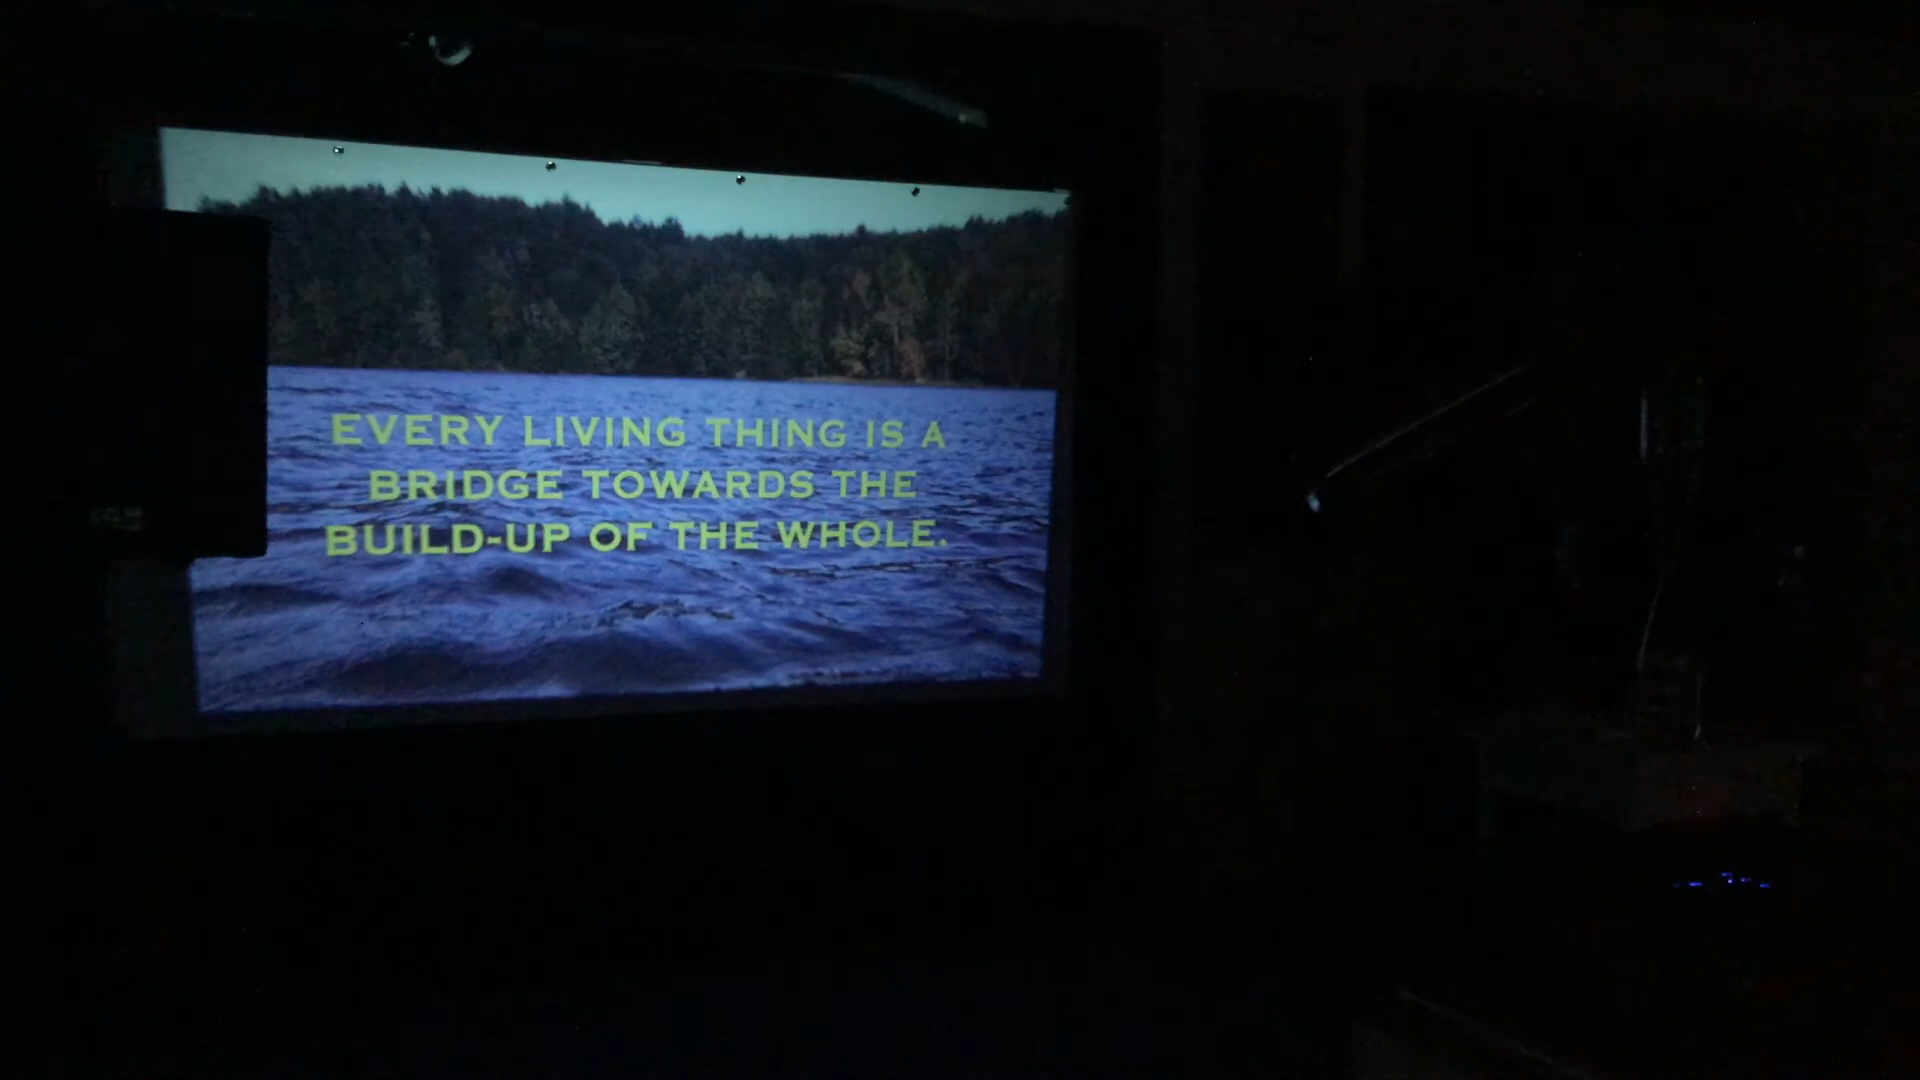 EVERY LIVING THING IS A
BRIDGE TOWARDS THE
BUILD-UP OF THE WHOLE.